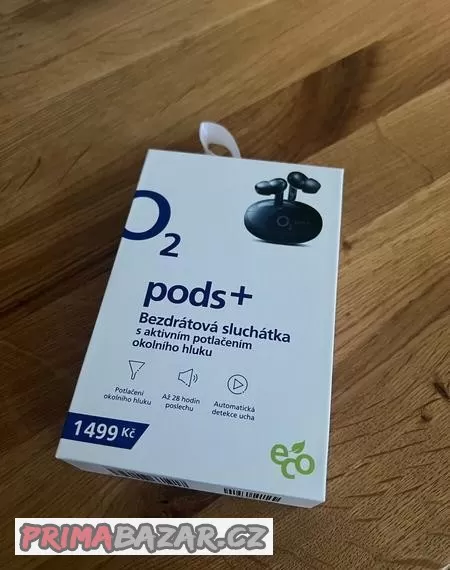 O2
O2
pods+
Bezdrátová sluchátka
s aktivním potlačením
okolního hluku
Potlačení
okolního hluku
Až 28 hodin
poslechu
Automatická
detekce ucha
1499 Kč
eco
PRIMABAZAR.CZ